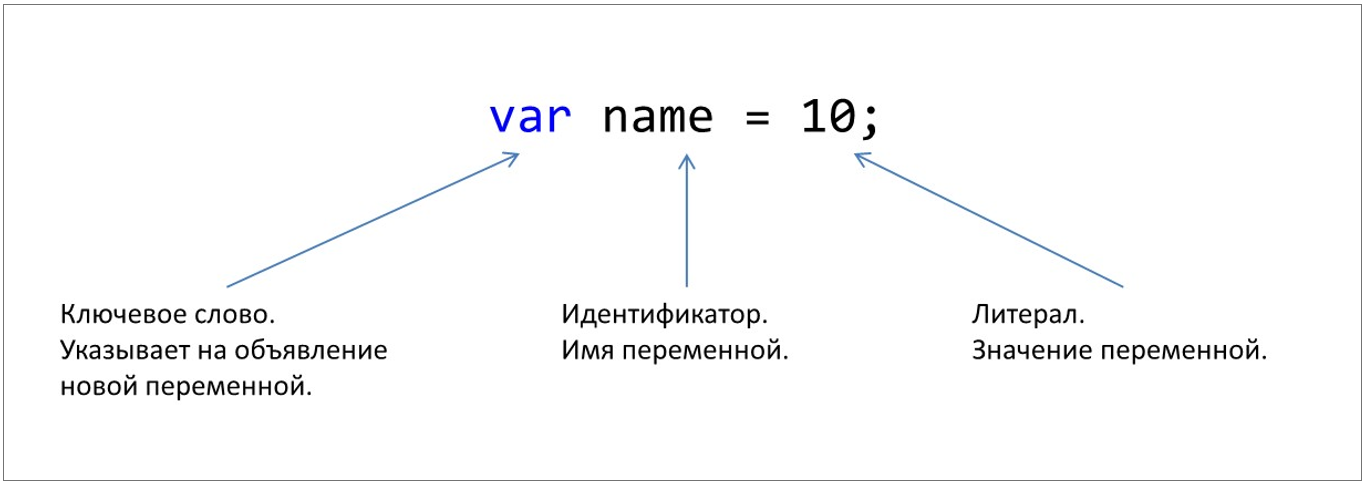 var name = 10;
Ключевое слово.
Указывает на объявление
новой переменной.
Идентификатор.
Имя переменной.
Литерал.
Значение переменной.